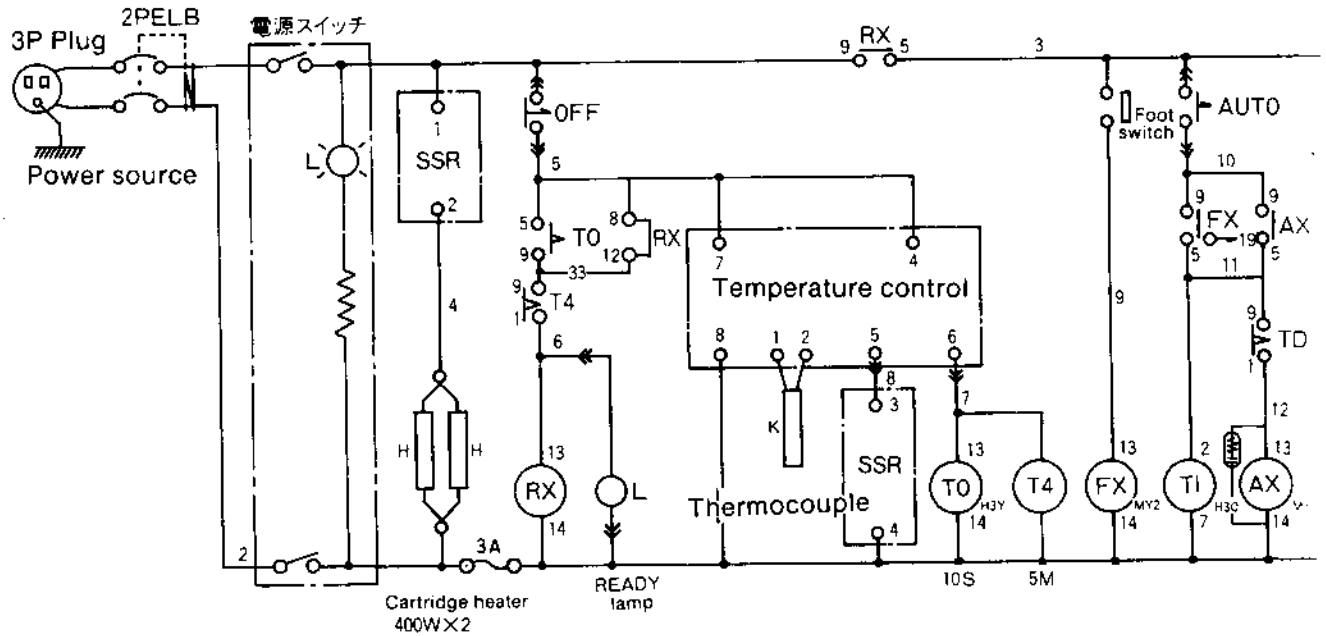 2PELB
電源スイッチ
3P Plug
Power source
2
L
1
SSR
2
4
H
H
Cartridge heater
400W×2
3A
OFF
5
5
TO
9
8
RX
12
33
9
T4
1
6
13
RX
14
L
READY
lamp
9
RX
5
3
7
4
Temperature control
8
1
2
5
6
K
Thermocouple
8
3
SSR
4
7
13
TO
H3Y
14
10S
T4
5M
Foot
switch
9
13
FX
MY2
14
AUTO
10
9
FX
5
19
9
AX
5
11
9
TD
1
12
2
TI
H3C
7
13
AX
14